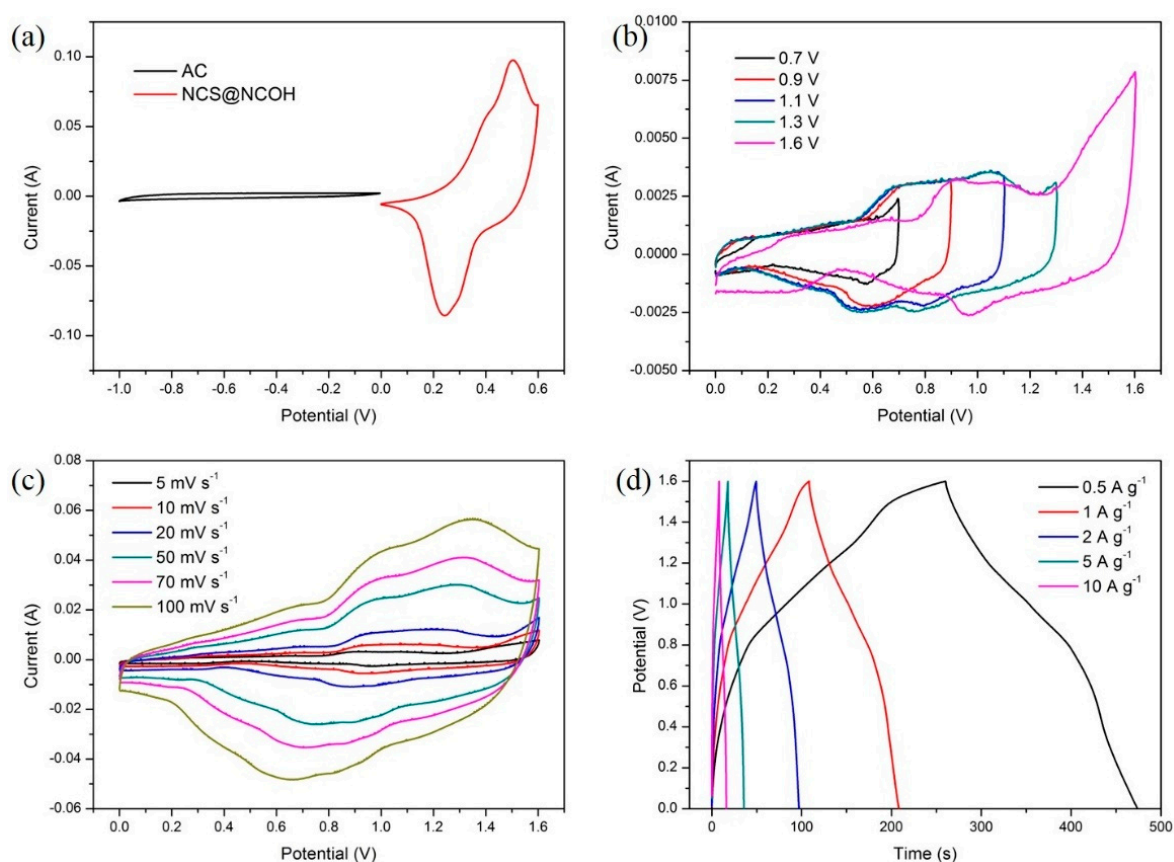 (a)
AC
NCS@NCOH
Current (A)
0.10
0.05
0.00
-0.05
-0.10
-1.0 -0.8 -0.6 -0.4 -0.2 0.0 0.2 0.4 0.6
Potential (V)
(b)
0.7 V
0.9 V
1.1 V
1.3 V
1.6 V
Current (A)
0.0100
0.0075
0.0050
0.0025
0.0000
-0.0025
-0.0050
0.0 0.2 0.4 0.6 0.8 1.0 1.2 1.4 1.6
Potential (V)
(c)
5 mV s⁻¹
10 mV s⁻¹
20 mV s⁻¹
50 mV s⁻¹
70 mV s⁻¹
100 mV s⁻¹
Current (A)
0.08
0.06
0.04
0.02
0.00
-0.02
-0.04
-0.06
0.0 0.2 0.4 0.6 0.8 1.0 1.2 1.4 1.6
Potential (V)
(d)
0.5 A g⁻¹
1 A g⁻¹
2 A g⁻¹
5 A g⁻¹
10 A g⁻¹
Potential (V)
1.8
1.6
1.4
1.2
1.0
0.8
0.6
0.4
0.2
0.0
0 100 200 300 400 500
Time (s)